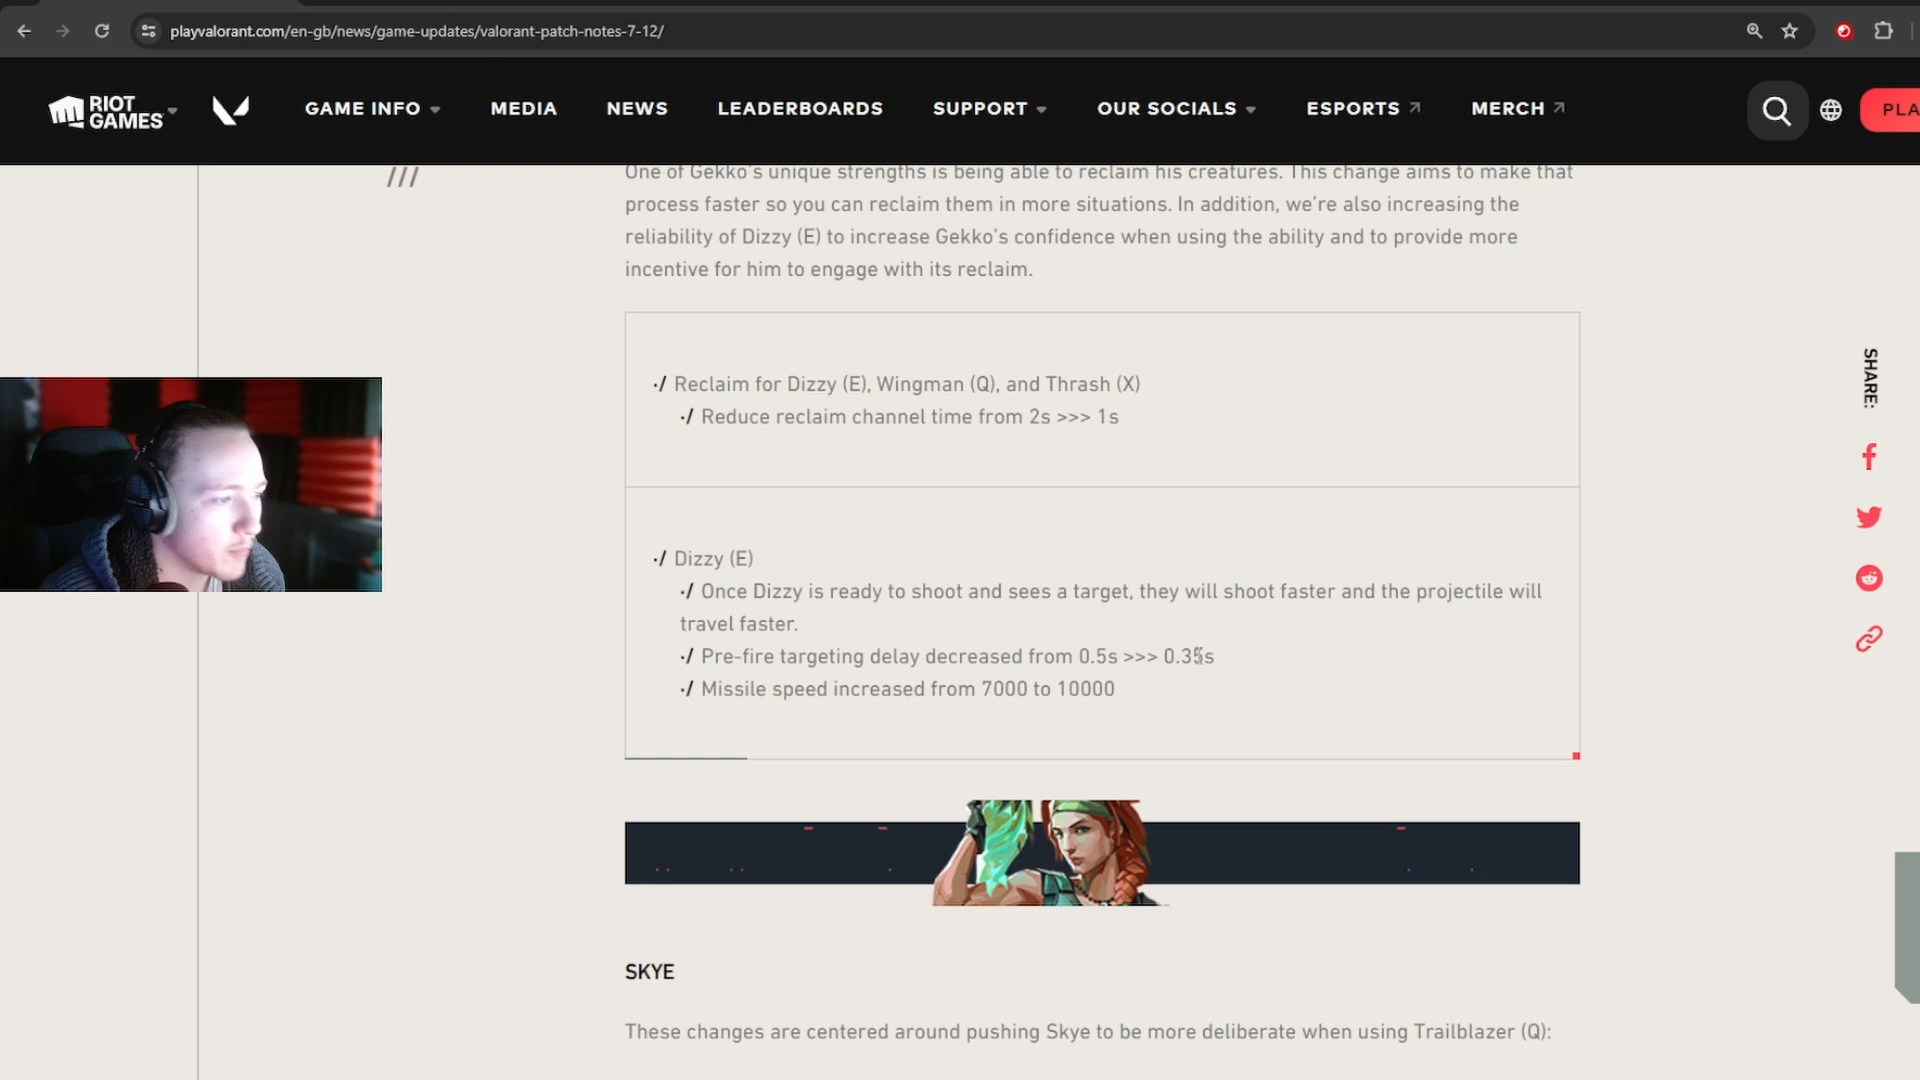 playvalorant.com/en-gb/news/game-updates/valorant-patch-notes-7-12/
RIOT GAMES
GAME INFO MEDIA NEWS LEADERBOARDS SUPPORT OUR SOCIALS ESPORTS MERCH PLA
///
One of Gekko's unique strengths is being able to reclaim his creatures. This change aims to make that
process faster so you can reclaim them in more situations. In addition, we're also increasing the
reliability of Dizzy (E) to increase Gekko's confidence when using the ability and to provide more
incentive for him to engage with its reclaim.
·/ Reclaim for Dizzy (E), Wingman (Q), and Thrash (X)
·/ Reduce reclaim channel time from 2s >>> 1s
·/ Dizzy (E)
·/ Once Dizzy is ready to shoot and sees a target, they will shoot faster and the projectile will
travel faster.
·/ Pre-fire targeting delay decreased from 0.5s >>> 0.35s
·/ Missile speed increased from 7000 to 10000
SHARE:
SKYE
These changes are centered around pushing Skye to be more deliberate when using Trailblazer (Q):